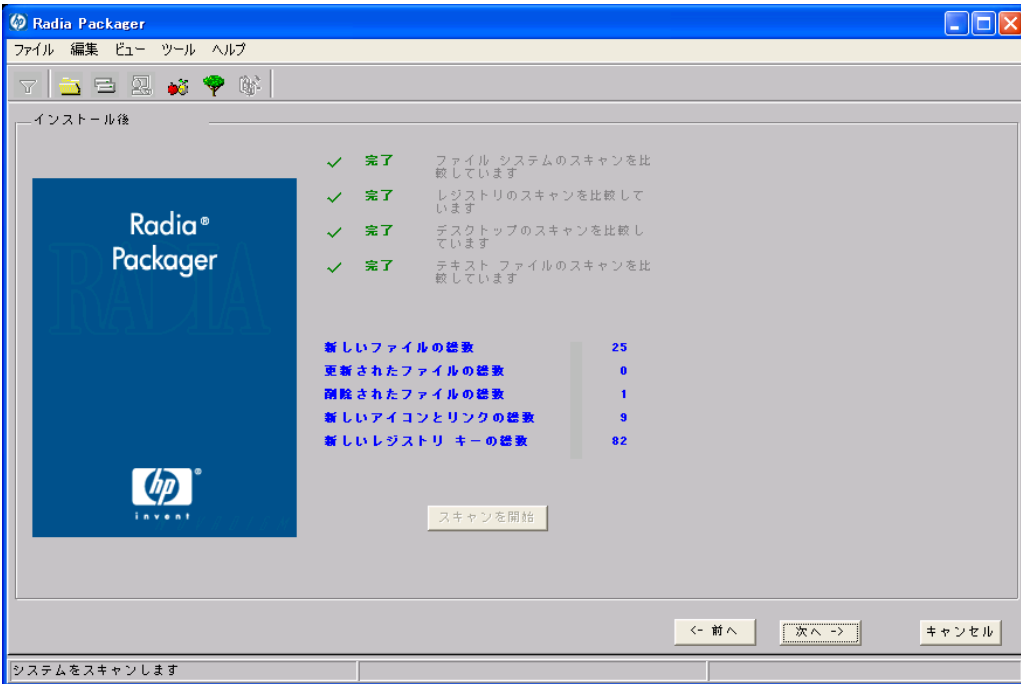 Radia Packager
ファイル 編集 ビュー ツール ヘルプ
インストール後
完了 ファイル システムのスキャンを比
較しています
完了 レジストリのスキャンを比較して
います
完了 デスクトップのスキャンを比較し
ています
完了 テキスト ファイルのスキャンを比
較しています
Radia®
Packager
RADIA
新しいファイルの総数 25
更新されたファイルの総数 0
削除されたファイルの総数 1
新しいアイコンとリンクの総数 9
新しいレジストリ キーの総数 82
hp®
invent
スキャンを開始
<- 前へ
次へ ->
キャンセル
システムをスキャンします